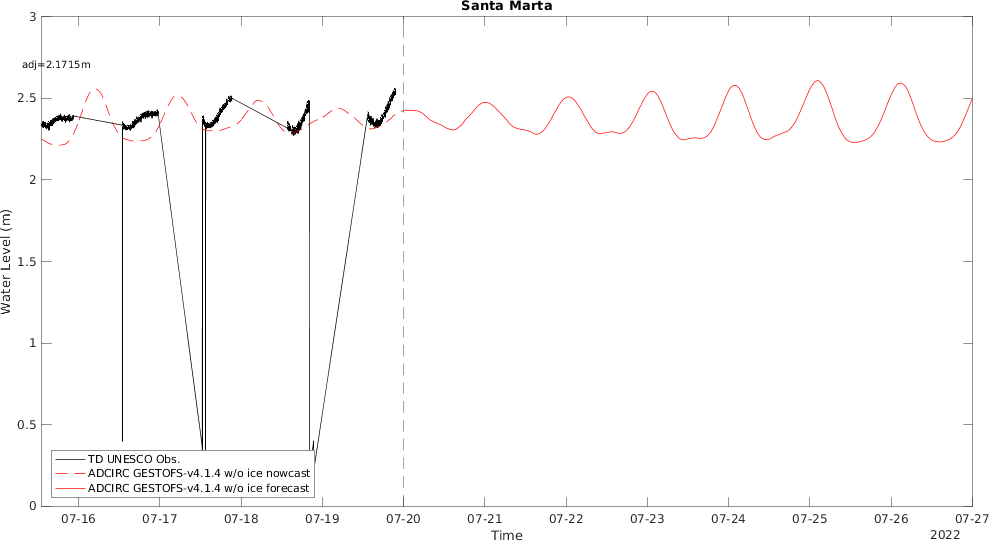 Santa Marta
adj=2.1715m
3
2.5
2
1.5
1
0.5
0
Water Level (m)
TD UNESCO Obs.
ADCIRC GESTOFS-v4.1.4 w/o ice nowcast
ADCIRC GESTOFS-v4.1.4 w/o ice forecast
07-16 07-17 07-18 07-19 07-20 07-21 07-22 07-23 07-24 07-25 07-26 07-27
Time
2022